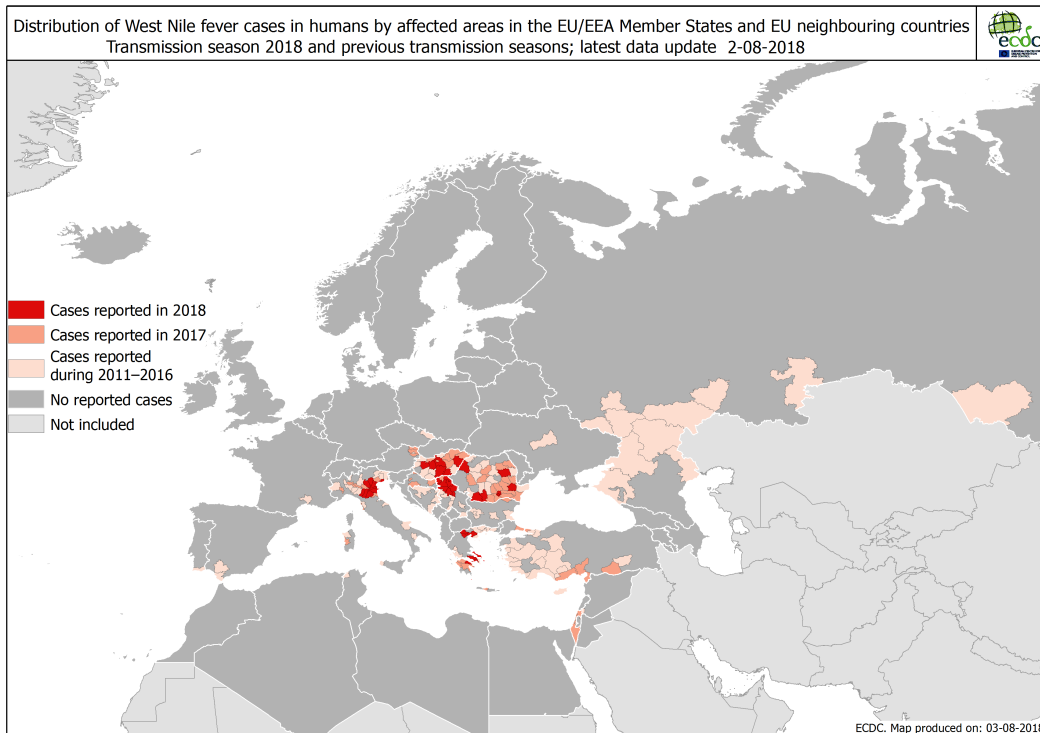 Distribution of West Nile fever cases in humans by affected areas in the EU/EEA Member States and EU neighbouring countries
Transmission season 2018 and previous transmission seasons; latest data update 2-08-2018
ecdc
Cases reported in 2018
Cases reported in 2017
Cases reported
during 2011–2016
No reported cases
Not included
ECDC. Map produced on: 03-08-2018